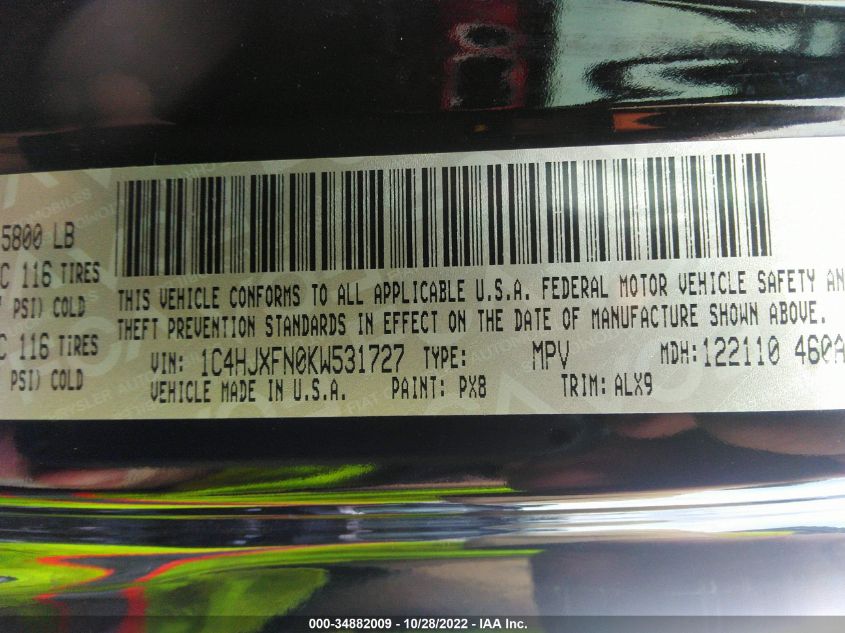 5800 LB
C 116 TIRES
PSI) COLD
C 116 TIRES
PSI) COLD
THIS VEHICLE CONFORMS TO ALL APPLICABLE U.S.A. FEDERAL MOTOR VEHICLE SAFETY AN
THEFT PREVENTION STANDARDS IN EFFECT ON THE DATE OF MANUFACTURE SHOWN ABOVE.
VIN: 1C4HJXFN0KW531727 TYPE: MPV MDH:122110 460A
VEHICLE MADE IN U.S.A. PAINT: PX8 TRIM: ALX9
000-34882009 - 10/28/2022 - IAA Inc.